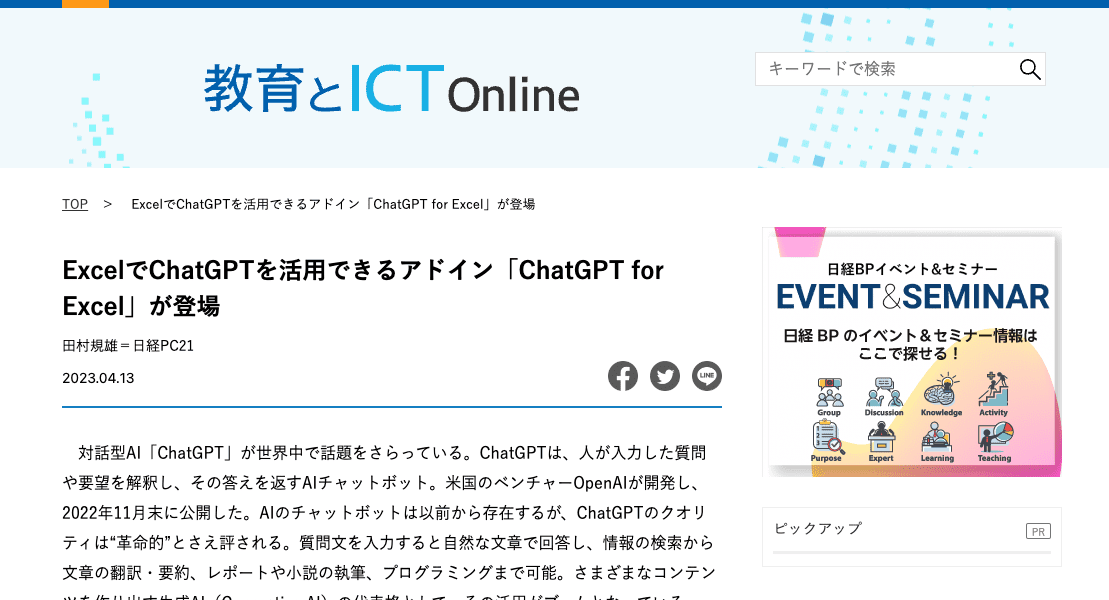 教育とICT Online
キーワードで検索
TOP > ExcelでChatGPTを活用できるアドイン「ChatGPT for Excel」が登場
ExcelでChatGPTを活用できるアドイン「ChatGPT for
Excel」が登場
田村規雄＝日経PC21
2023.04.13
LINE
対話型AI「ChatGPT」が世界中で話題をさらっている。ChatGPTは、人が入力した質問
や要望を解釈し、その答えを返すAIチャットボット。米国のベンチャーOpenAIが開発し、
2022年11月末に公開した。AIのチャットボットは以前から存在するが、ChatGPTのクオリ
ティは“革命的”とさえ評される。質問文を入力すると自然な文章で回答し、情報の検索から
文章の翻訳・要約、レポートや小説の執筆、プログラミングまで可能。さまざまなコンテン
日経BPイベント&セミナー
EVENT&SEMINAR
日経 BP のイベント＆セミナー情報は
ここで探せる！
Group Discussion Knowledge Activity
Purpose Expert Learning Teaching
ピックアップ
PR